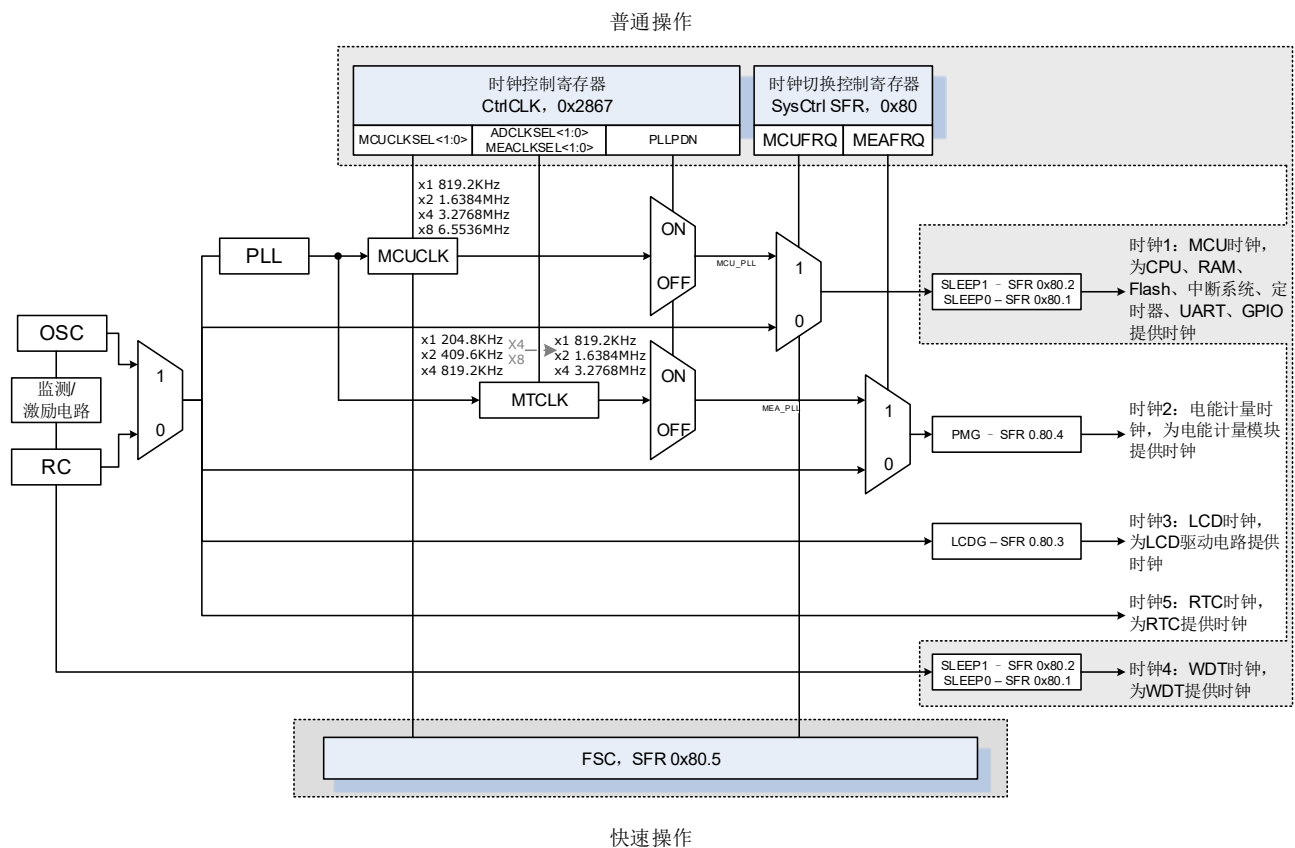 普通操作
时钟控制寄存器
CtrlCLK，0x2867
MCUCLKSEL<1:0>
ADCLKSEL<1:0>
MEACLKSEL<1:0>
PLLPDN
时钟切换控制寄存器
SysCtrl SFR，0x80
MCUFRQ
MEAFRQ
x1 819.2KHz
x2 1.6384MHz
x4 3.2768MHz
x8 6.5536MHz
PLL
MCUCLK
ON
OFF
MCU_PLL
1
0
SLEEP1 – SFR 0x80.2
SLEEP0 – SFR 0x80.1
时钟1：MCU时钟，
为CPU、RAM、
Flash、中断系统、定
时器、UART、GPIO
提供时钟
OSC
监测/
激励电路
RC
1
0
x1 204.8KHz
x2 409.6KHz
x4 819.2KHz
X4
X8
x1 819.2KHz
x2 1.6384MHz
x4 3.2768MHz
MTCLK
ON
OFF
MEA_PLL
1
0
PMG – SFR 0.80.4
时钟2：电能计量时
钟，为电能计量模块
提供时钟
LCDG – SFR 0.80.3
时钟3：LCD时钟，
为LCD驱动电路提供
时钟
时钟5：RTC时钟，
为RTC提供时钟
SLEEP1 – SFR 0x80.2
SLEEP0 – SFR 0x80.1
时钟4：WDT时钟，
为WDT提供时钟
FSC，SFR 0x80.5
快速操作